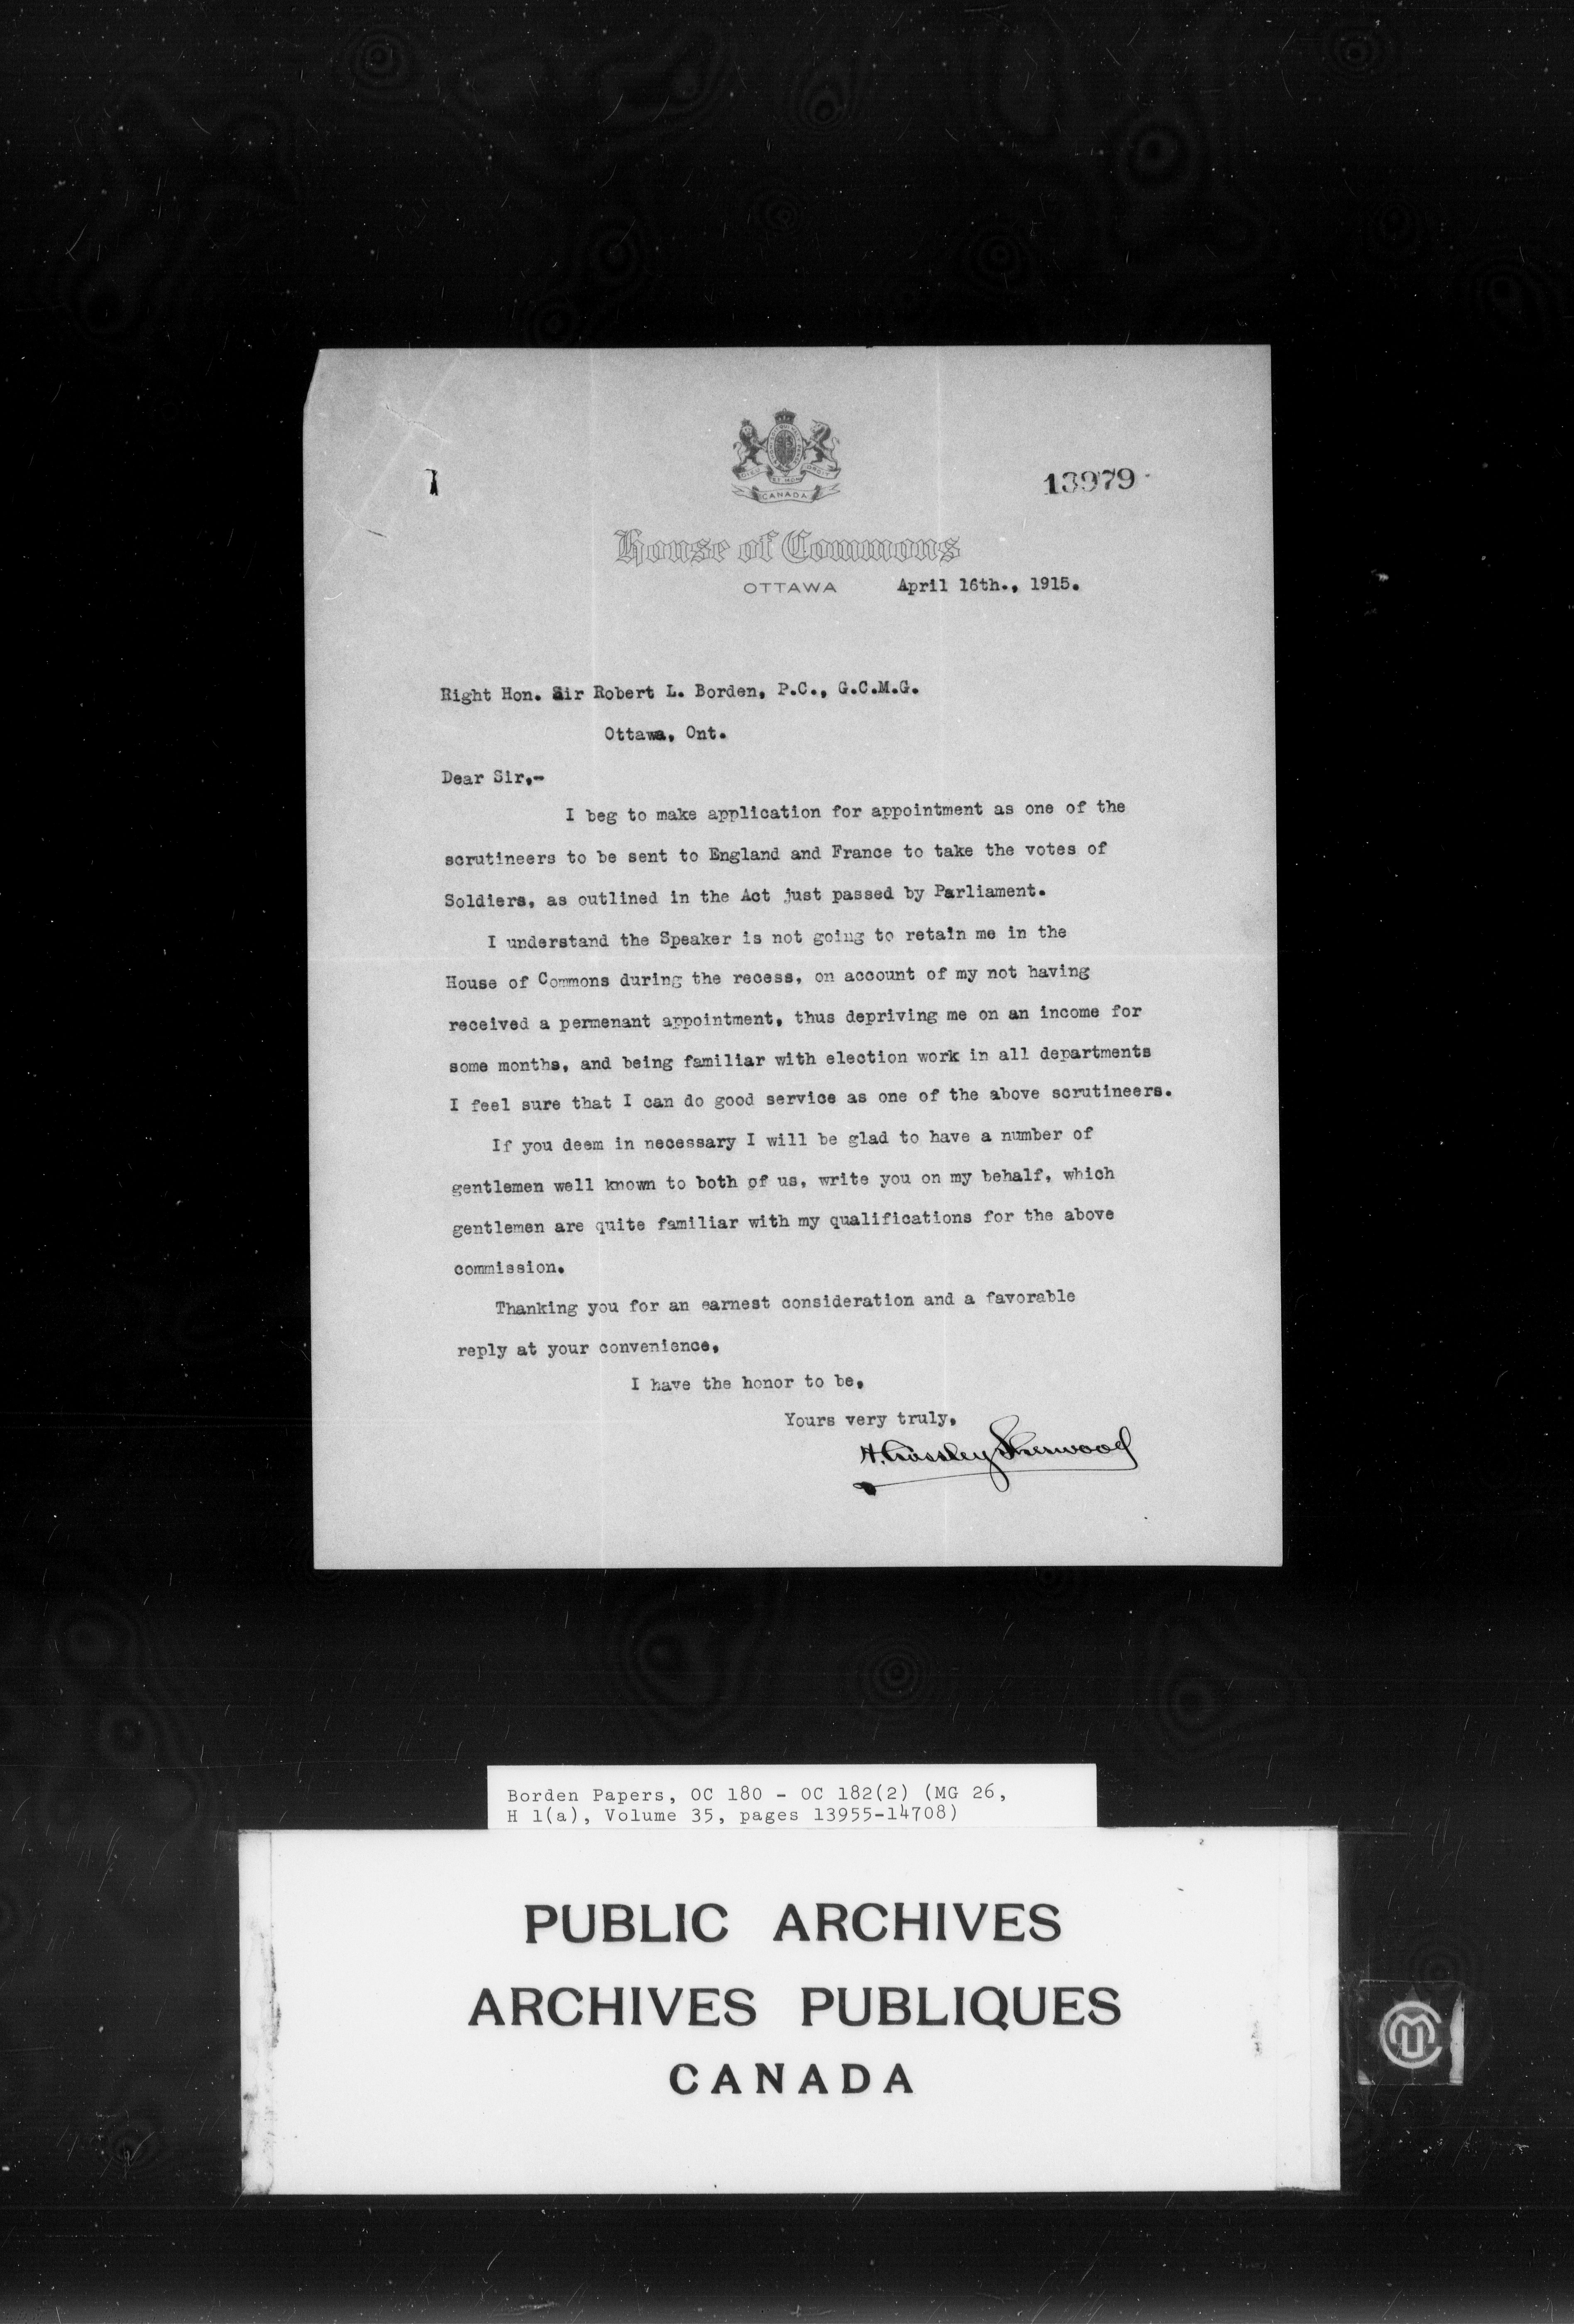 13979
CANADA
House of Commons
OTTAWA April 16th., 1915.
Right Hon. Sir Robert L. Borden, P.C., G.C.M.G.
Ottawa, Ont.
Dear Sir,-
I beg to make application for appointment as one of the
scrutineers to be sent to England and France to take the votes of
Soldiers, as outlined in the Act just passed by Parliament.
I understand the Speaker is not going to retain me in the
House of Commons during the recess, on account of my not having
received a permenant appointment, thus depriving me on an income for
some months, and being familiar with election work in all departments
I feel sure that I can do good service as one of the above scrutineers.
If you deem in necessary I will be glad to have a number of
gentlemen well known to both of us, write you on my behalf, which
gentlemen are quite familiar with my qualifications for the above
commission.
Thanking you for an earnest consideration and a favorable
reply at your convenience,
I have the honor to be,
Yours very truly,
H. Crossley Sherwood
Borden Papers, OC 180 - OC 182(2) (MG 26,
H 1(a), Volume 35, pages 13955-14708)
PUBLIC ARCHIVES
ARCHIVES PUBLIQUES
CANADA